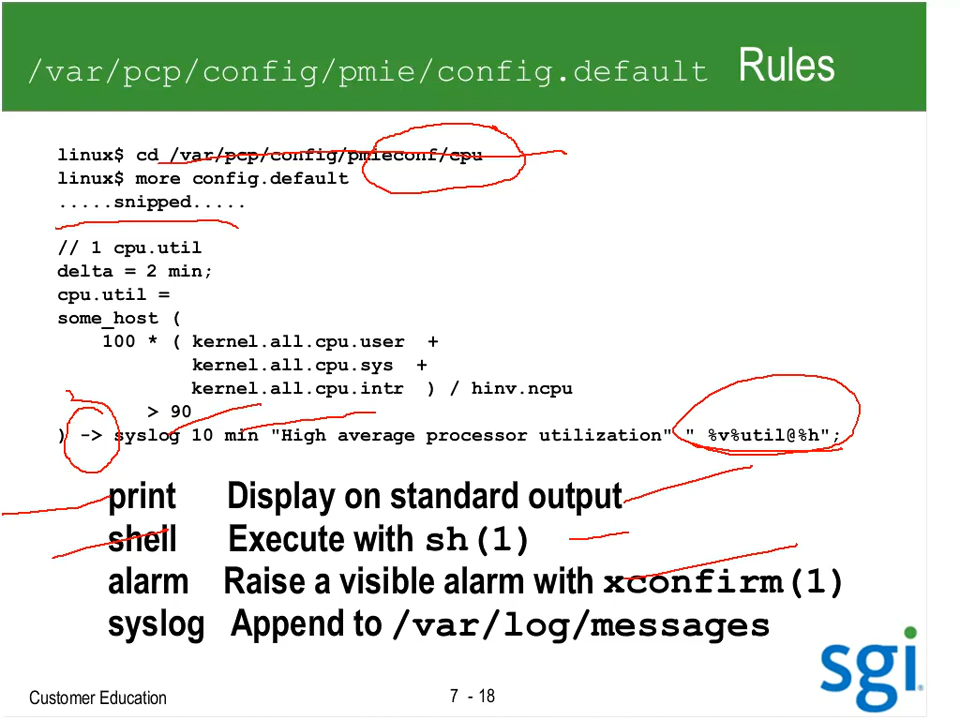 /var/pcp/config/pmie/config.default Rules
linux$ cd /var/pcp/config/pmieconf/cpu
linux$ more config.default
.....snipped.....
// 1 cpu.util
delta = 2 min;
cpu.util =
some_host (
100 * ( kernel.all.cpu.user +
kernel.all.cpu.sys +
kernel.all.cpu.intr ) / hinv.ncpu
> 90
) -> syslog 10 min "High average processor utilization" " %v%util@%h";
print Display on standard output
shell Execute with sh(1)
alarm Raise a visible alarm with xconfirm(1)
syslog Append to /var/log/messages
sgi
Customer Education
7 - 18